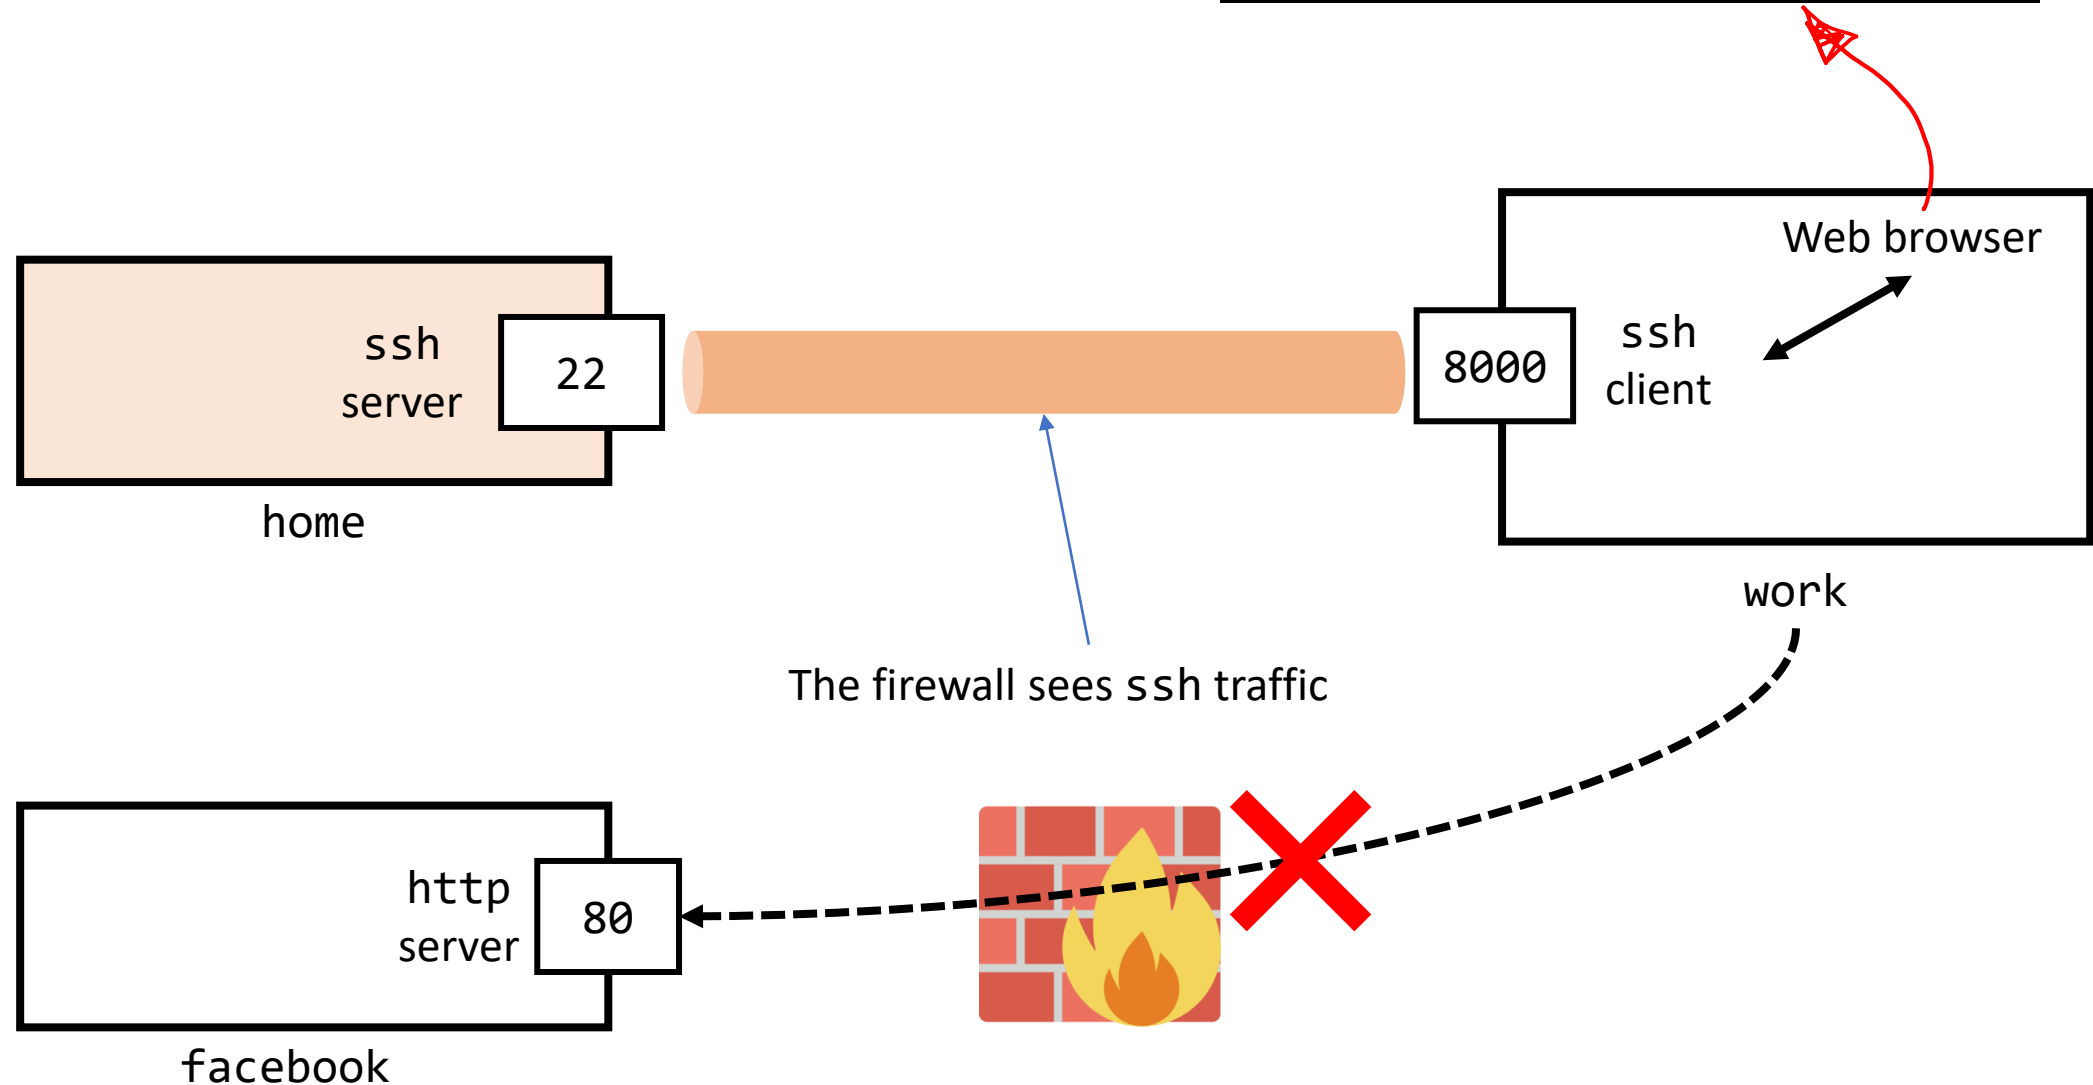 Web browser
ssh
server
22
8000
ssh
client
home
work
The firewall sees ssh traffic
http
server
80
facebook